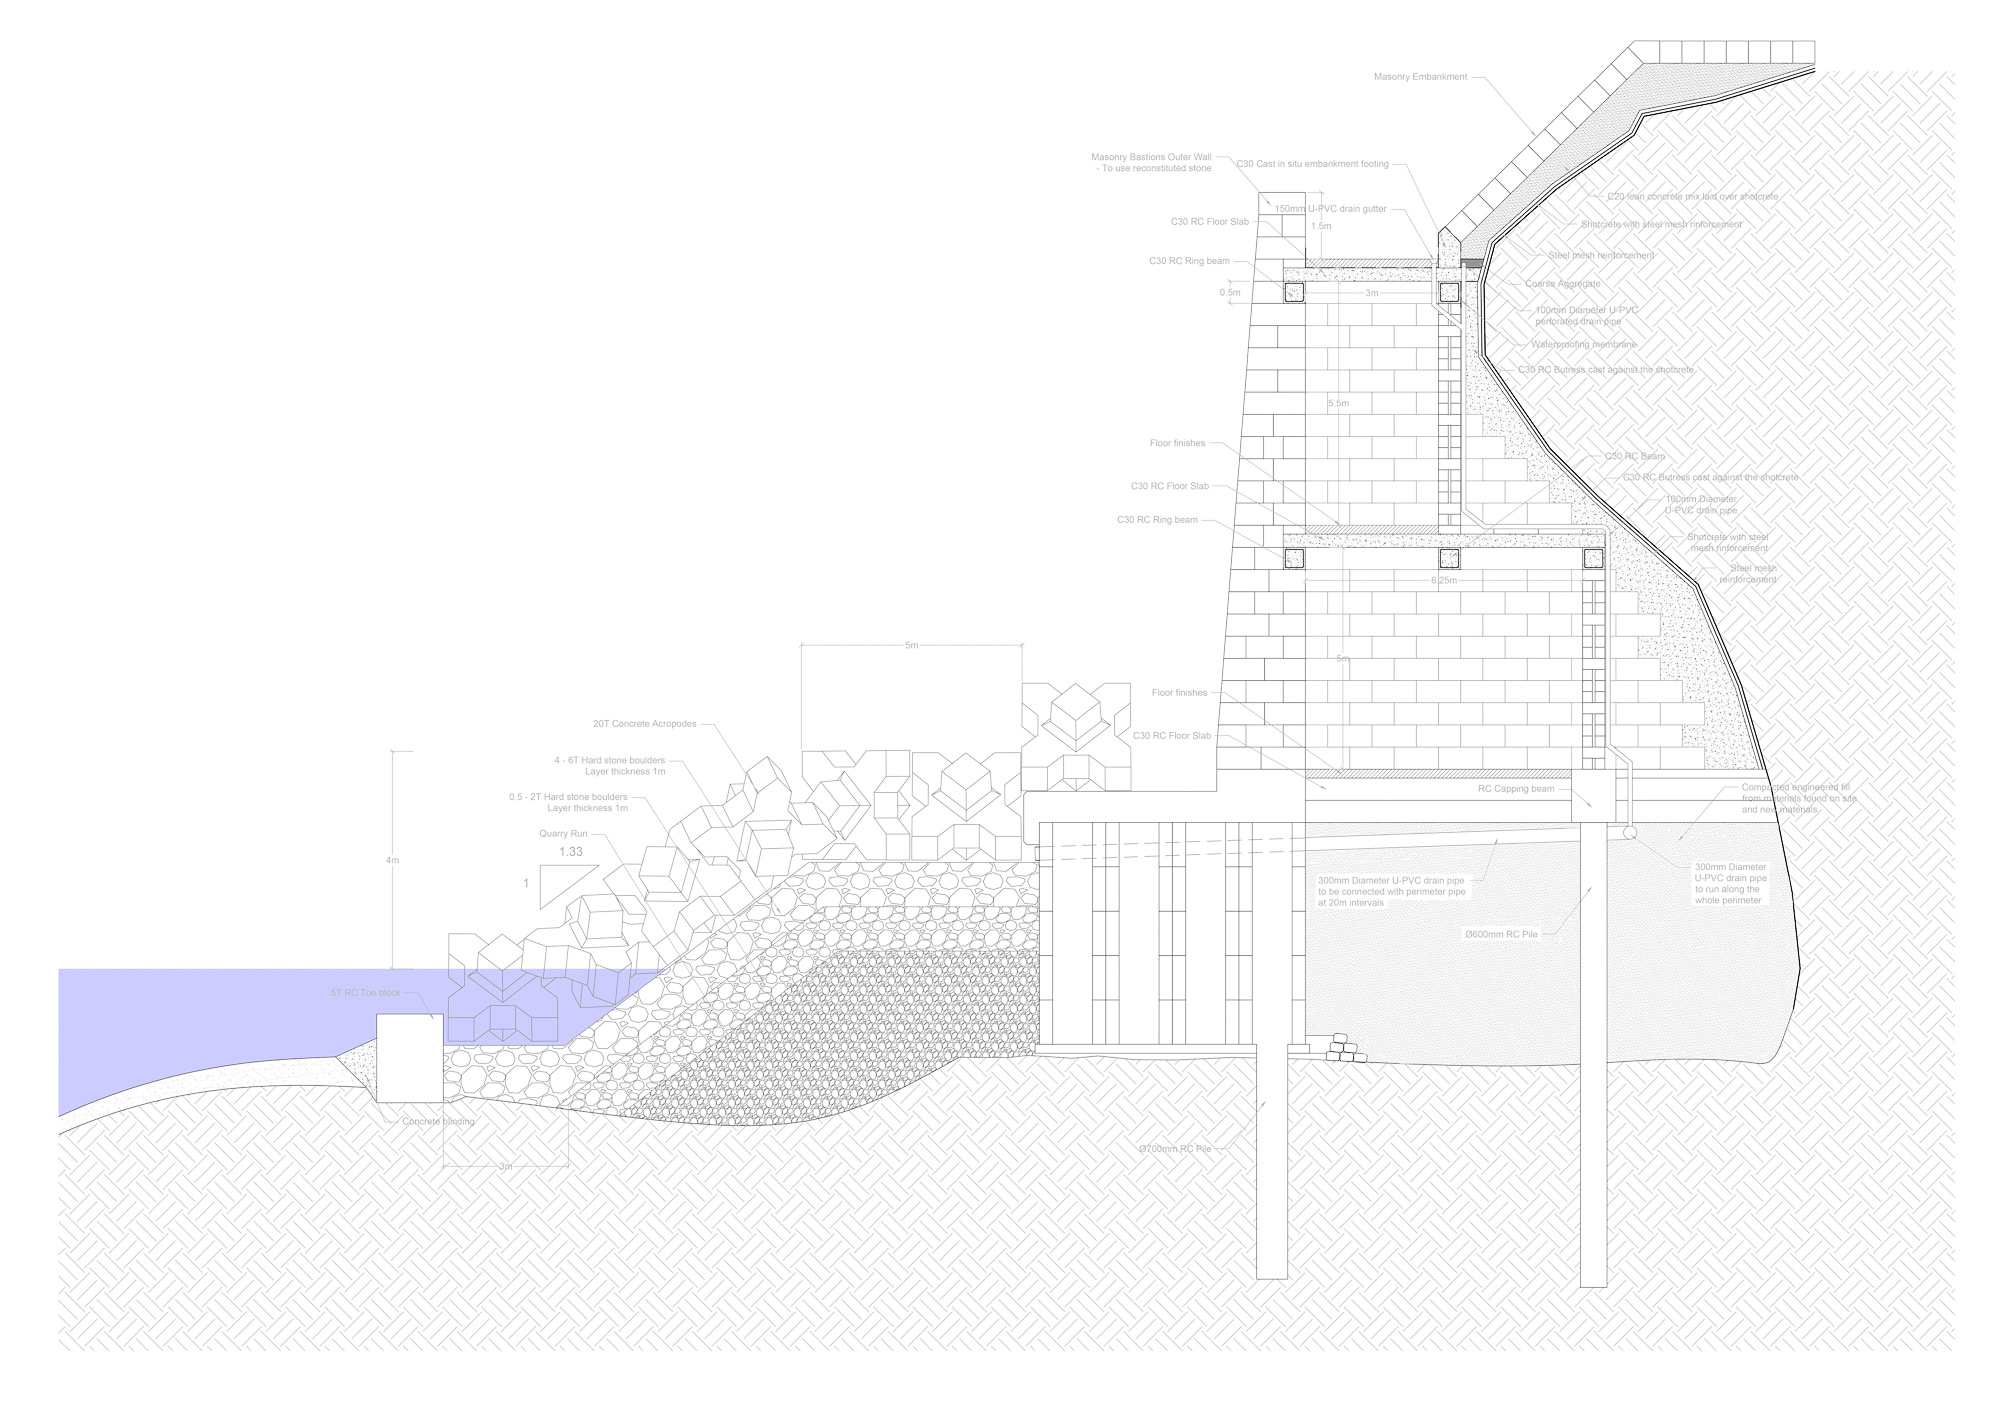 Masonry Embankment
Masonry Bastions Outer Wall
- To use reconstituted stone
C30 Cast in situ embankment footing
C20 lean concrete mix laid over shotcrete
150mm U-PVC drain gutter
C30 RC Floor Slab
1.5m
Shotcrete with steel mesh rinforcement
Steel mesh reinforcement
C30 RC Ring beam
Coarse Aggregate
0.5m
3m
100mm Diameter U-PVC
perforated drain pipe
Waterproofing membrane
C30 RC Butress cast against the shotcrete
5.5m
Floor finishes
C30 RC Beam
C30 RC Butress cast against the shotcrete
C30 RC Floor Slab
100mm Diameter
U-PVC drain pipe
C30 RC Ring beam
Shotcrete with steel
mesh rinforcement
Steel mesh
reinforcement
6.25m
5m
5m
Floor finishes
20T Concrete Acropodes
C30 RC Floor Slab
4 - 6T Hard stone boulders
Layer thickness 1m
RC Capping beam
Compacted engineered fill
from materials found on site
and new materials
0.5 - 2T Hard stone boulders
Layer thickness 1m
Quarry Run
1.33
1
4m
300mm Diameter U-PVC drain pipe
to be connected with perimeter pipe
at 20m intervals
300mm Diameter
U-PVC drain pipe
to run along the
whole perimeter
Ø600mm RC Pile
5T RC Toe block
Concrete blinding
Ø700mm RC Pile
3m